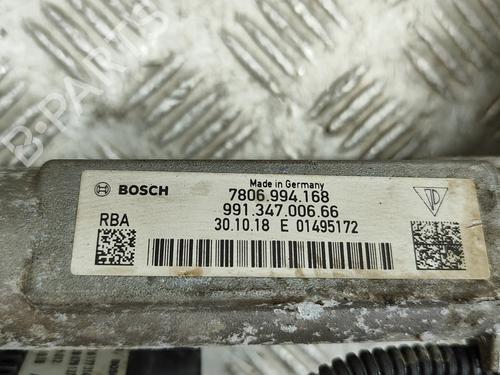 Made in Germany
BOSCH
7806.994.168
991.347.006.66
RBA
30.10.18 E 01495172
B-PARTS